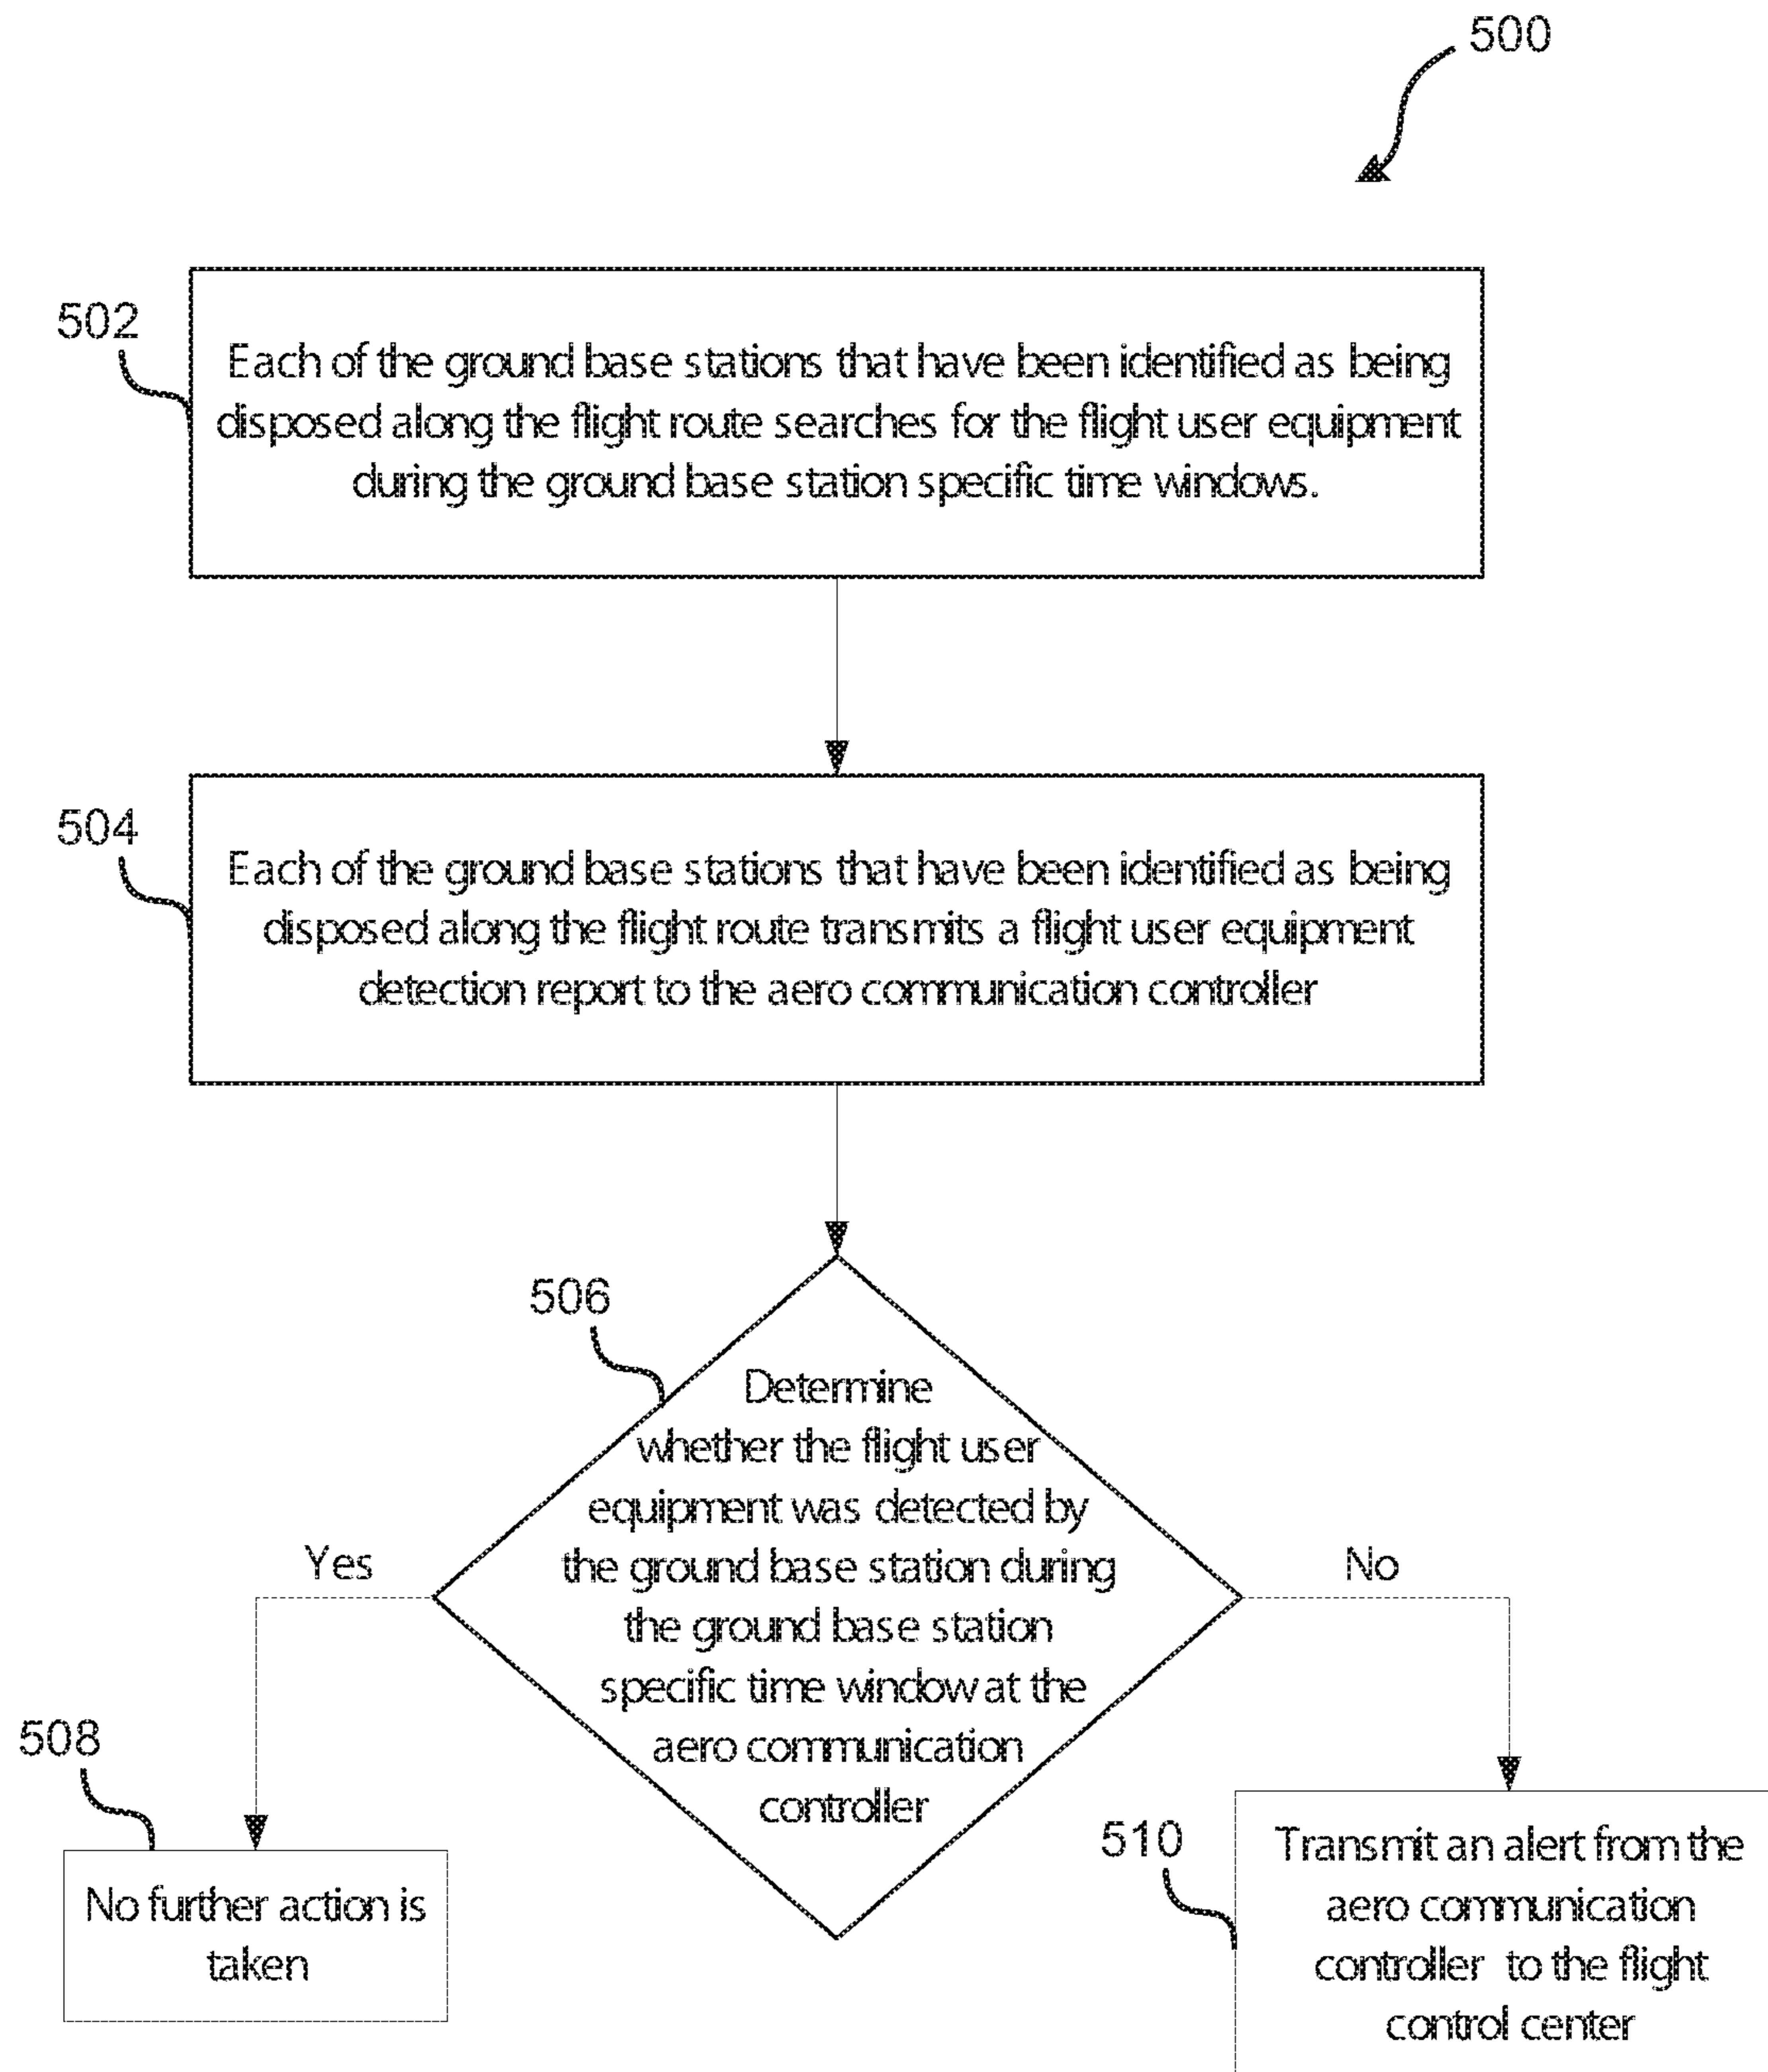 500
502
Each of the ground base stations that have been identified as being
disposed along the flight route searches for the flight user equipment
during the ground base station specific time windows.
504
Each of the ground base stations that have been identified as being
disposed along the flight route transmits a flight user equipment
detection report to the aero communication controller
506
Determine
whether the flight user
equipment was detected by
the ground base station during
the ground base station
specific time window at the
aero communication
controller
Yes
No
508
No further action is
taken
510
Transmit an alert from the
aero communication
controller to the flight
control center